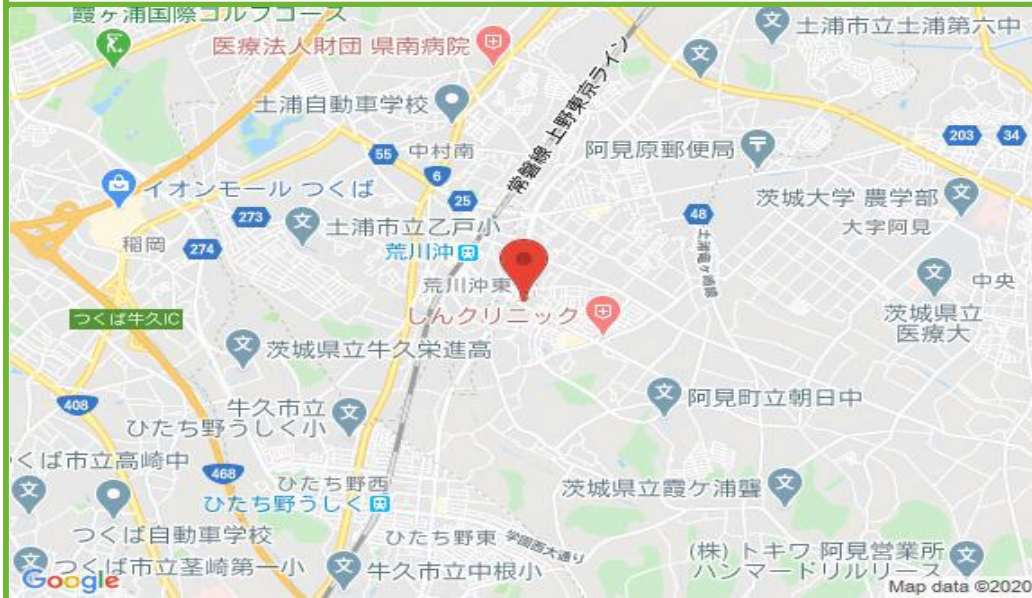 霞ヶ浦国際ゴルフコース
土浦市立土浦第六中
医療法人財団 県南病院
常磐線 上野東京ライン
土浦自動車学校
203
34
55
中村南
阿見原郵便局
6
イオンモール つくば
25
茨城大学 農学部
273
土浦市立乙戸小
48
大字阿見
稲岡
274
荒川沖
土浦竜ヶ崎線
荒川沖東
中央
しんクリニック
茨城県立
医療大
つくば牛久IC
茨城県立牛久栄進高
408
牛久市立
ひたち野うしく小
阿見町立朝日中
くば市立高崎中
468
ひたち野西
ひたち野うしく
茨城県立霞ケ浦聾
つくば自動車学校
ひたち野東
学園西大通り
(株) トキワ 阿見営業所
ハンマードリルリース
つくば市立茎崎第一小
牛久市立中根小
Google
Map data ©2020